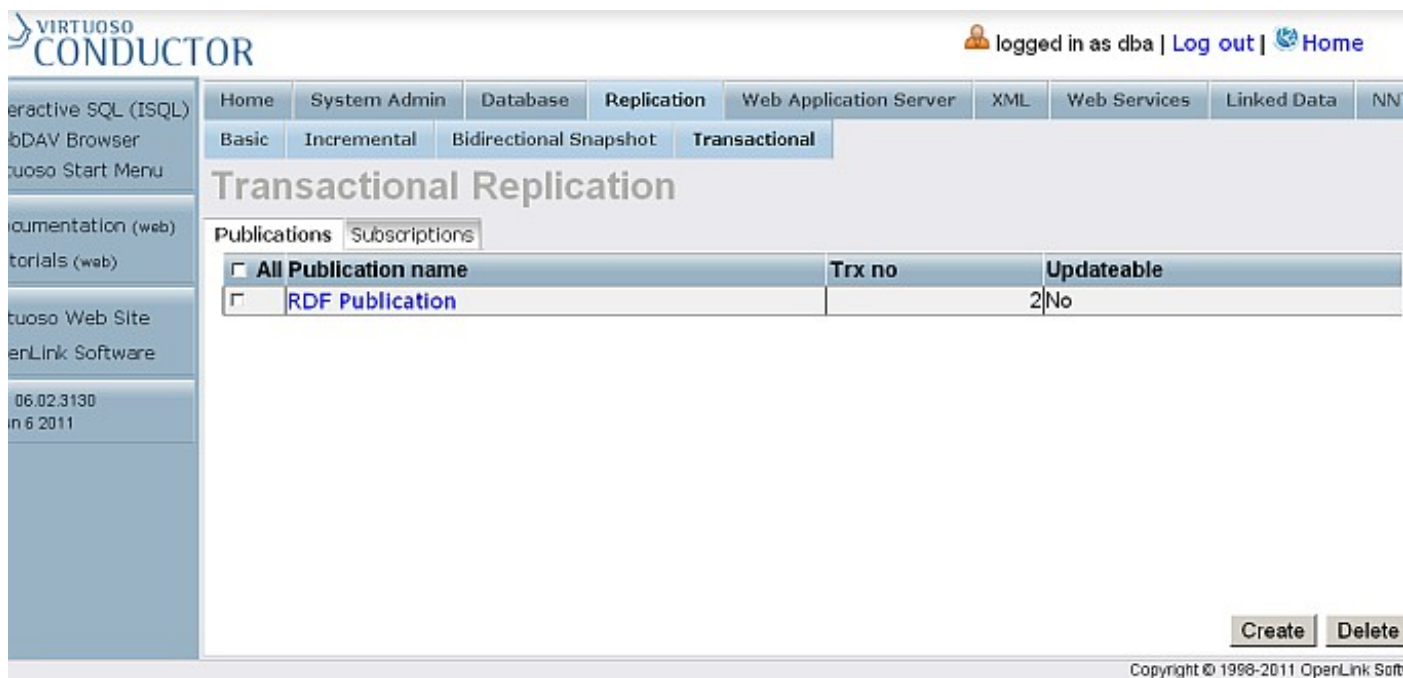 VIRTUOSO
CONDUCTOR
logged in as dba | Log out | Home
eractive SQL (ISQL)
bDAV Browser
tuoso Start Menu
ocumentation (web)
torials (web)
tuoso Web Site
enLink Software
06.02.3130
n 6 2011
Home System Admin Database Replication Web Application Server XML Web Services Linked Data NN
Basic Incremental Bidirectional Snapshot Transactional
Transactional Replication
Publications Subscriptions
All Publication name Trx no Updateable
RDF Publication 2 No
Create Delete
Copyright © 1998-2011 OpenLink Soft